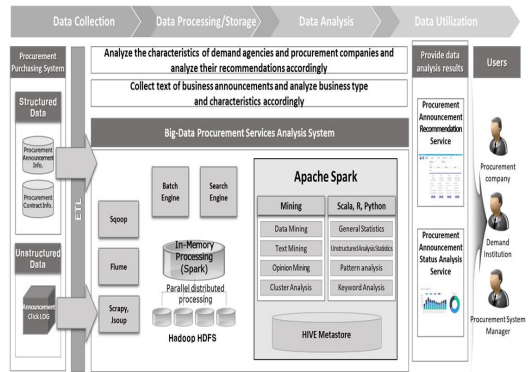 Data Collection
Data Processing/Storage
Data Analysis
Data Utilization
Procurement
Purchasing System
Structured
Data
Procurement
Announcement
Info.
Procurement
Contract Info.
Unstructured
Data
Announcement
Click LOG
ETL
Analyze the characteristics of demand agencies and procurement companies and
analyze their recommendations accordingly
Collect text of business announcements and analyze business type
and characteristics accordingly
Big-Data Procurement Services Analysis System
Sqoop
Flume
Scrapy,
Jsoup
Batch
Engine
Search
Engine
In-Memory
Processing
(Spark)
Parallel distributed
processing
Hadoop HDFS
Apache Spark
Mining
Scala, R, Python
Data Mining
General Statistics
Text Mining
Unstructured Analysis Statistics
Opinion Mining
Pattern analysis
Cluster Analysis
Keyword Analysis
HIVE Metastore
Provide data
analysis results
Procurement
Announcement
Recommendation
Service
Procurement
Announcement
Status Analysis
Service
Users
Procurement
company
Demand
Institution
Procurement System
Manager